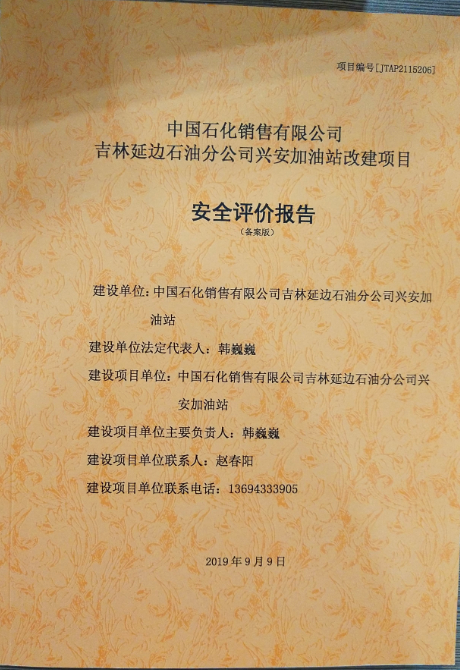 项目编号[JTAP2115206]
中国石化销售有限公司
吉林延边石油分公司兴安加油站改建项目
安全评价报告
（备案版）
建设单位：中国石化销售有限公司吉林延边石油分公司兴安加
油站
建设单位法定代表人：韩巍巍
建设项目单位：中国石化销售有限公司吉林延边石油分公司兴
安加油站
建设项目单位主要负责人：韩巍巍
建设项目单位联系人：赵春阳
建设项目单位联系电话：13694333905
2019年9月9日